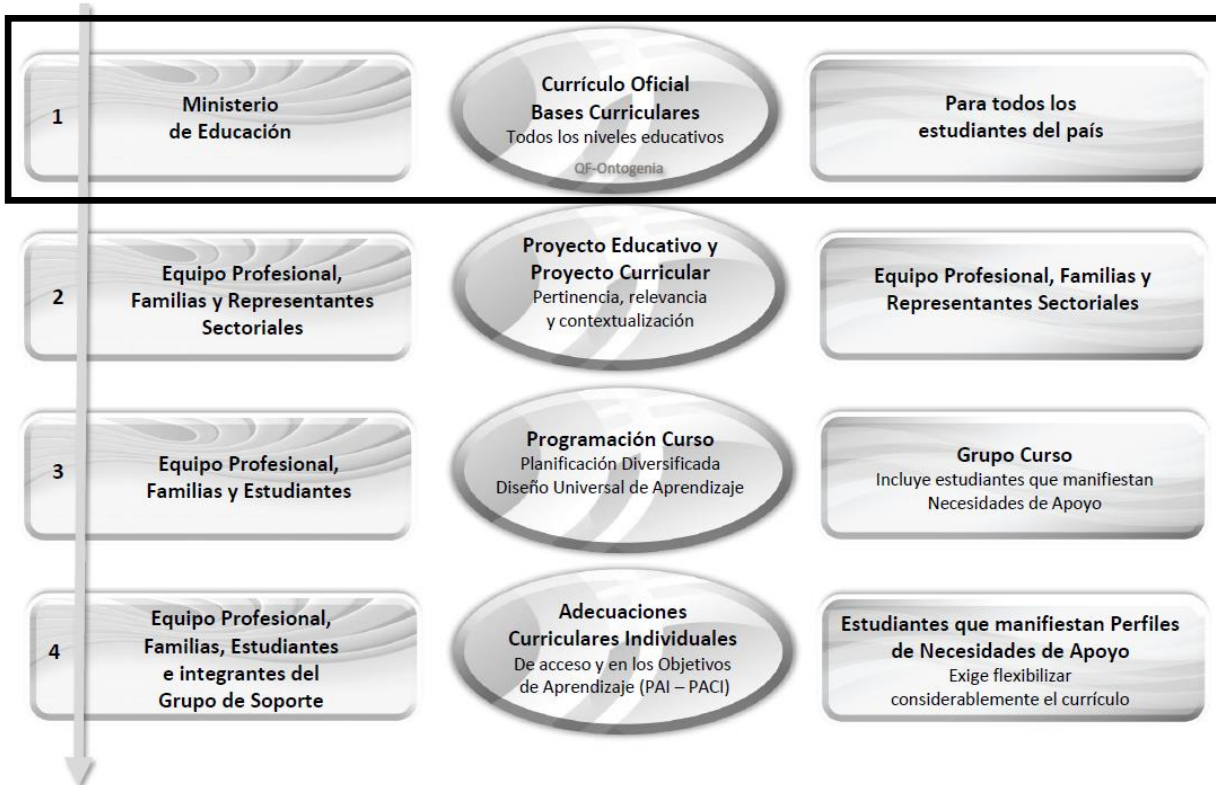 1
Ministerio
de Educación
Currículo Oficial
Bases Curriculares
Todos los niveles educativos
QF-Ontogenia
Para todos los
estudiantes del país
2
Equipo Profesional,
Familias y Representantes
Sectoriales
Proyecto Educativo y
Proyecto Curricular
Pertinencia, relevancia
y contextualización
Equipo Profesional, Familias y
Representantes Sectoriales
3
Equipo Profesional,
Familias y Estudiantes
Programación Curso
Planificación Diversificada
Diseño Universal de Aprendizaje
Grupo Curso
Incluye estudiantes que manifiestan
Necesidades de Apoyo
4
Equipo Profesional,
Familias, Estudiantes
e integrantes del
Grupo de Soporte
Adecuaciones
Curriculares Individuales
De acceso y en los Objetivos
de Aprendizaje (PAI – PACI)
Estudiantes que manifiestan Perfiles
de Necesidades de Apoyo
Exige flexibilizar
considerablemente el currículo